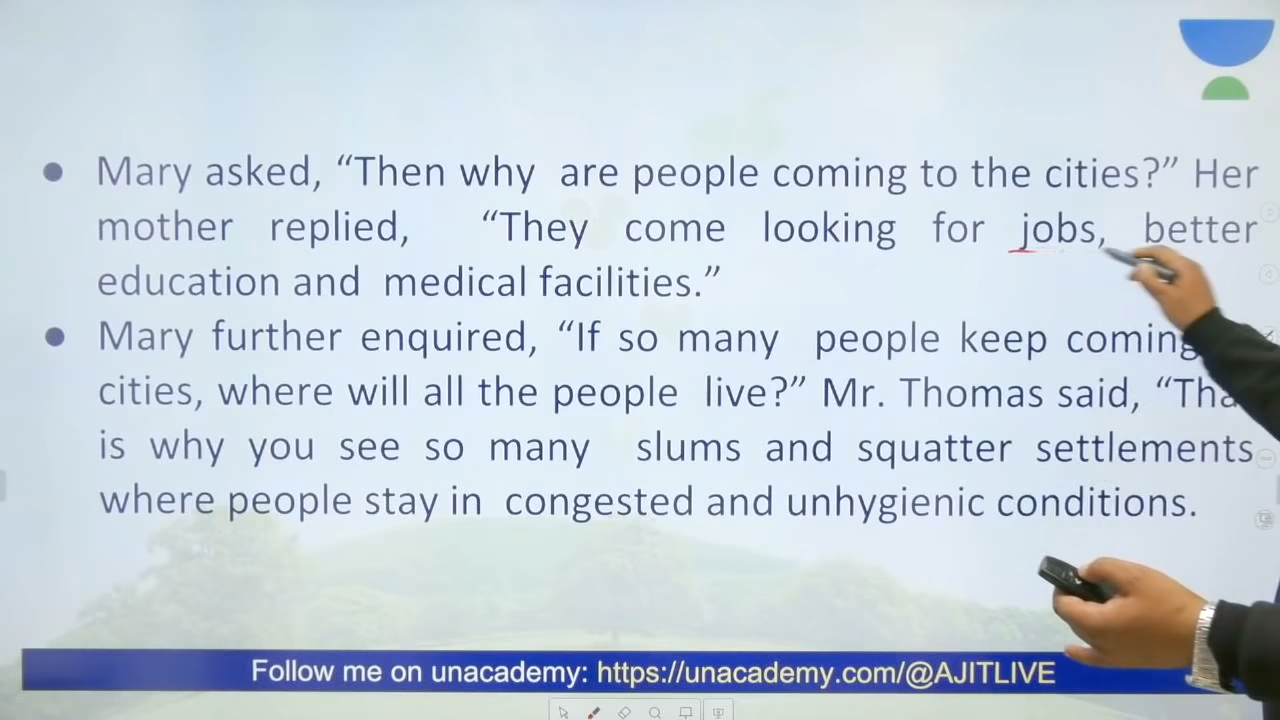 Mary asked, “Then why are people coming to the cities?” Her
mother replied, “They come looking for jobs, better
education and medical facilities.”
Mary further enquired, “If so many people keep coming
cities, where will all the people live?” Mr. Thomas said,
is why you see so many slums and squatter settlements
where people stay in congested and unhygienic conditions.
Follow me on unacademy: https://unacademy.com/@AJITLIVE